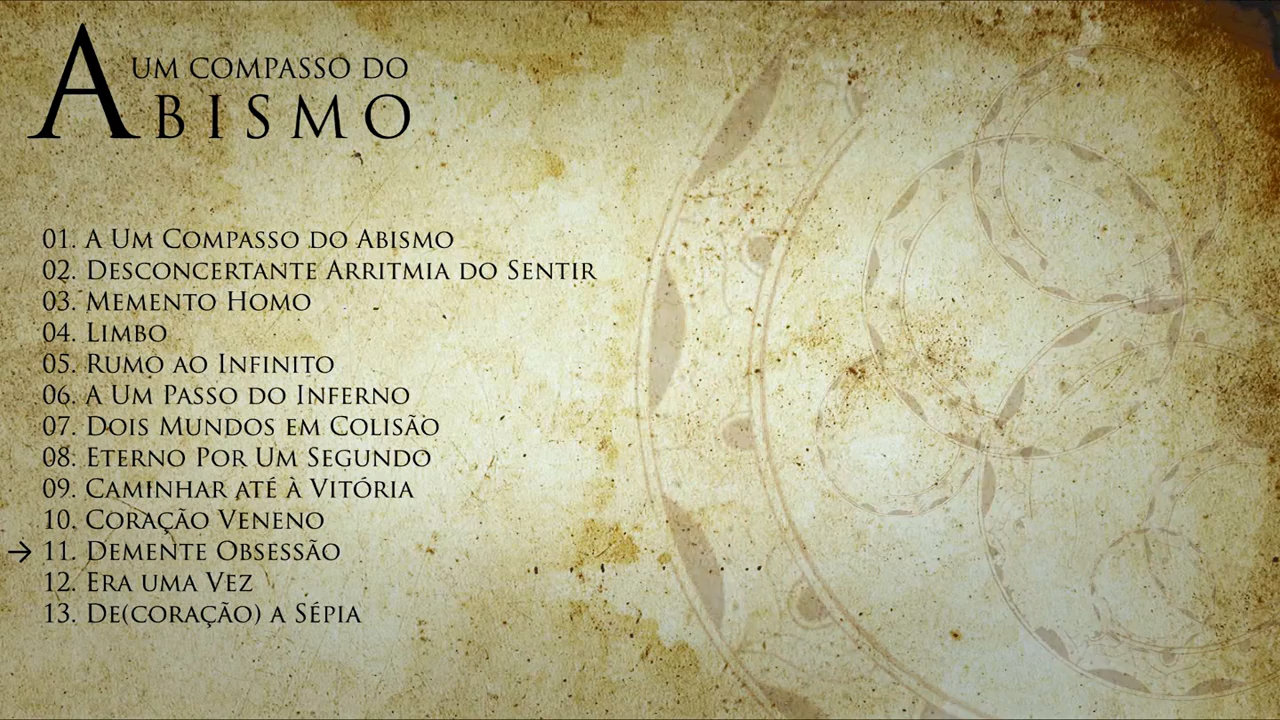 A UM COMPASSO DO
ABISMO
01. A Um Compasso do Abismo
02. Desconcertante Arritmia do Sentir
03. Memento Homo
04. Limbo
05. Rumo ao Infinito
06. A Um Passo do Inferno
07. Dois Mundos em Colisão
08. Eterno Por Um Segundo
09. Caminhar até à Vitória
10. Coração Veneno
→ 11. Demente Obsessão
12. Era uma Vez
13. De(coração) a Sépia